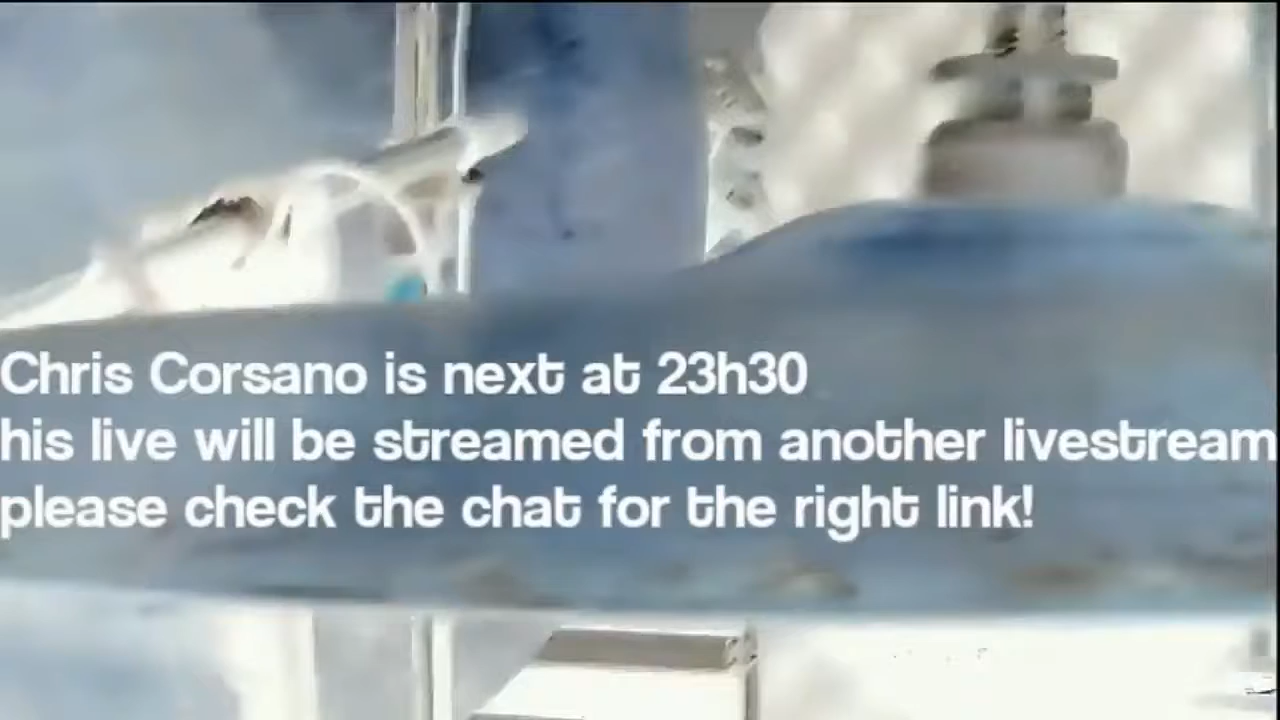 Chris Corsano is next at 23h30
his live will be streamed from another livestream
please check the chat for the right link!